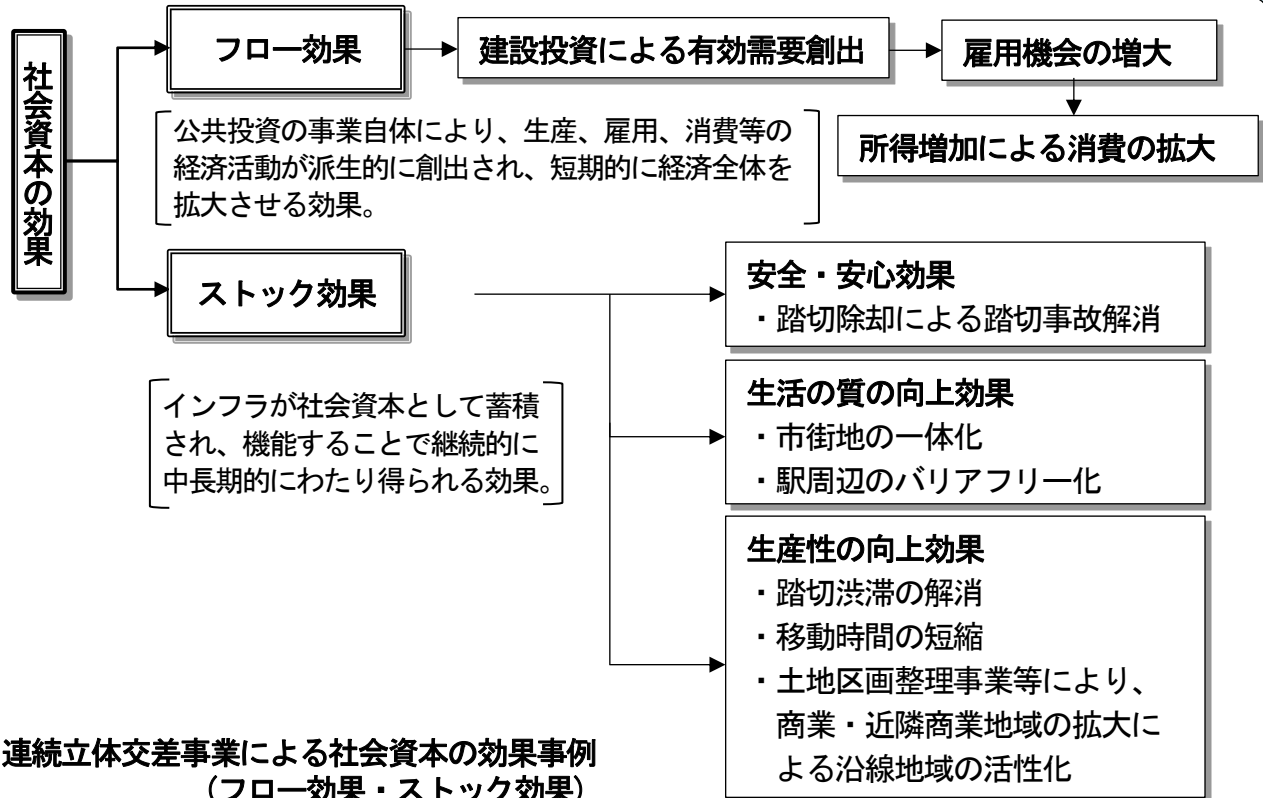 社会資本の効果
フロー効果
建設投資による有効需要創出
雇用機会の増大
所得増加による消費の拡大
公共投資の事業自体により、生産、雇用、消費等の
経済活動が派生的に創出され、短期的に経済全体を
拡大させる効果。
ストック効果
インフラが社会資本として蓄積
され、機能することで継続的に
中長期的にわたり得られる効果。
安全・安心効果
・踏切除却による踏切事故解消
生活の質の向上効果
・市街地の一体化
・駅周辺のバリアフリー化
生産性の向上効果
・踏切渋滞の解消
・移動時間の短縮
・土地区画整理事業等により、
商業・近隣商業地域の拡大に
よる沿線地域の活性化
連続立体交差事業による社会資本の効果事例
（フロー効果・ストック効果）